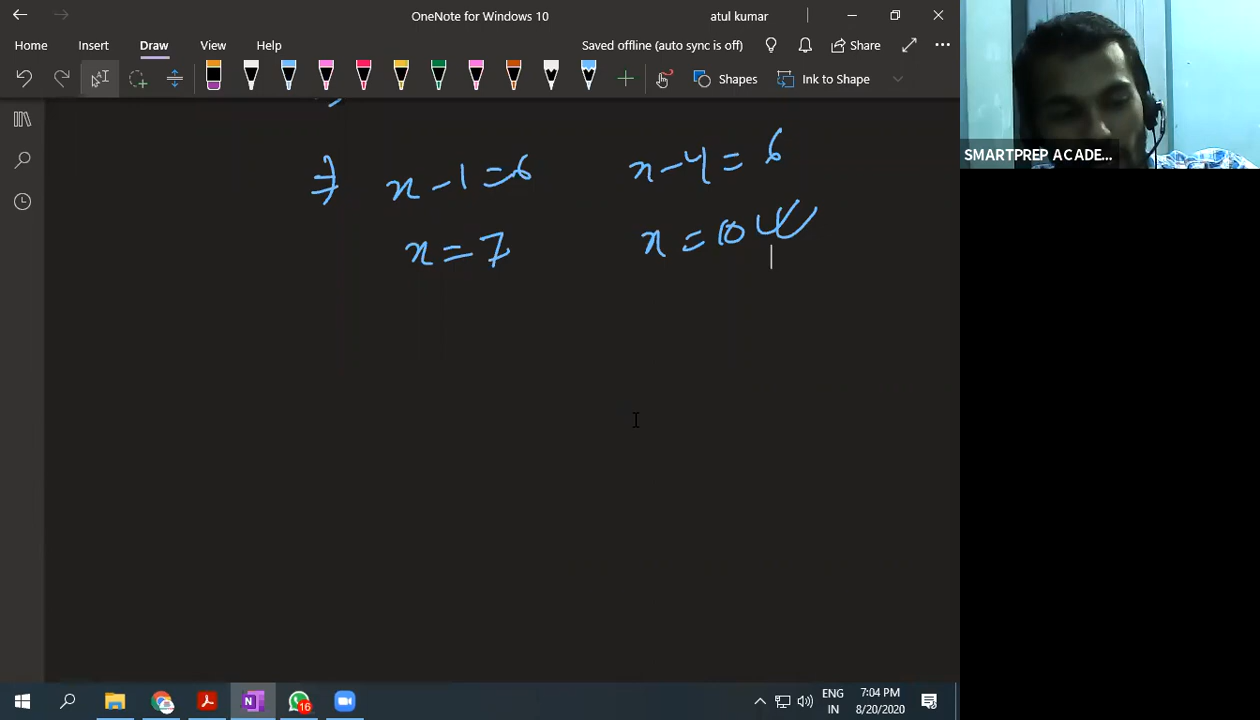 OneNote for Windows 10
atul kumar
Home Insert Draw View Help
Saved offline (auto sync is off)
Share
Shapes
Ink to Shape
SMARTPREP ACADE...
⇒ x - 1 = 6 x - 4 = 6
x = 7 x = 10
16
ENG
IN
7:04 PM
8/20/2020